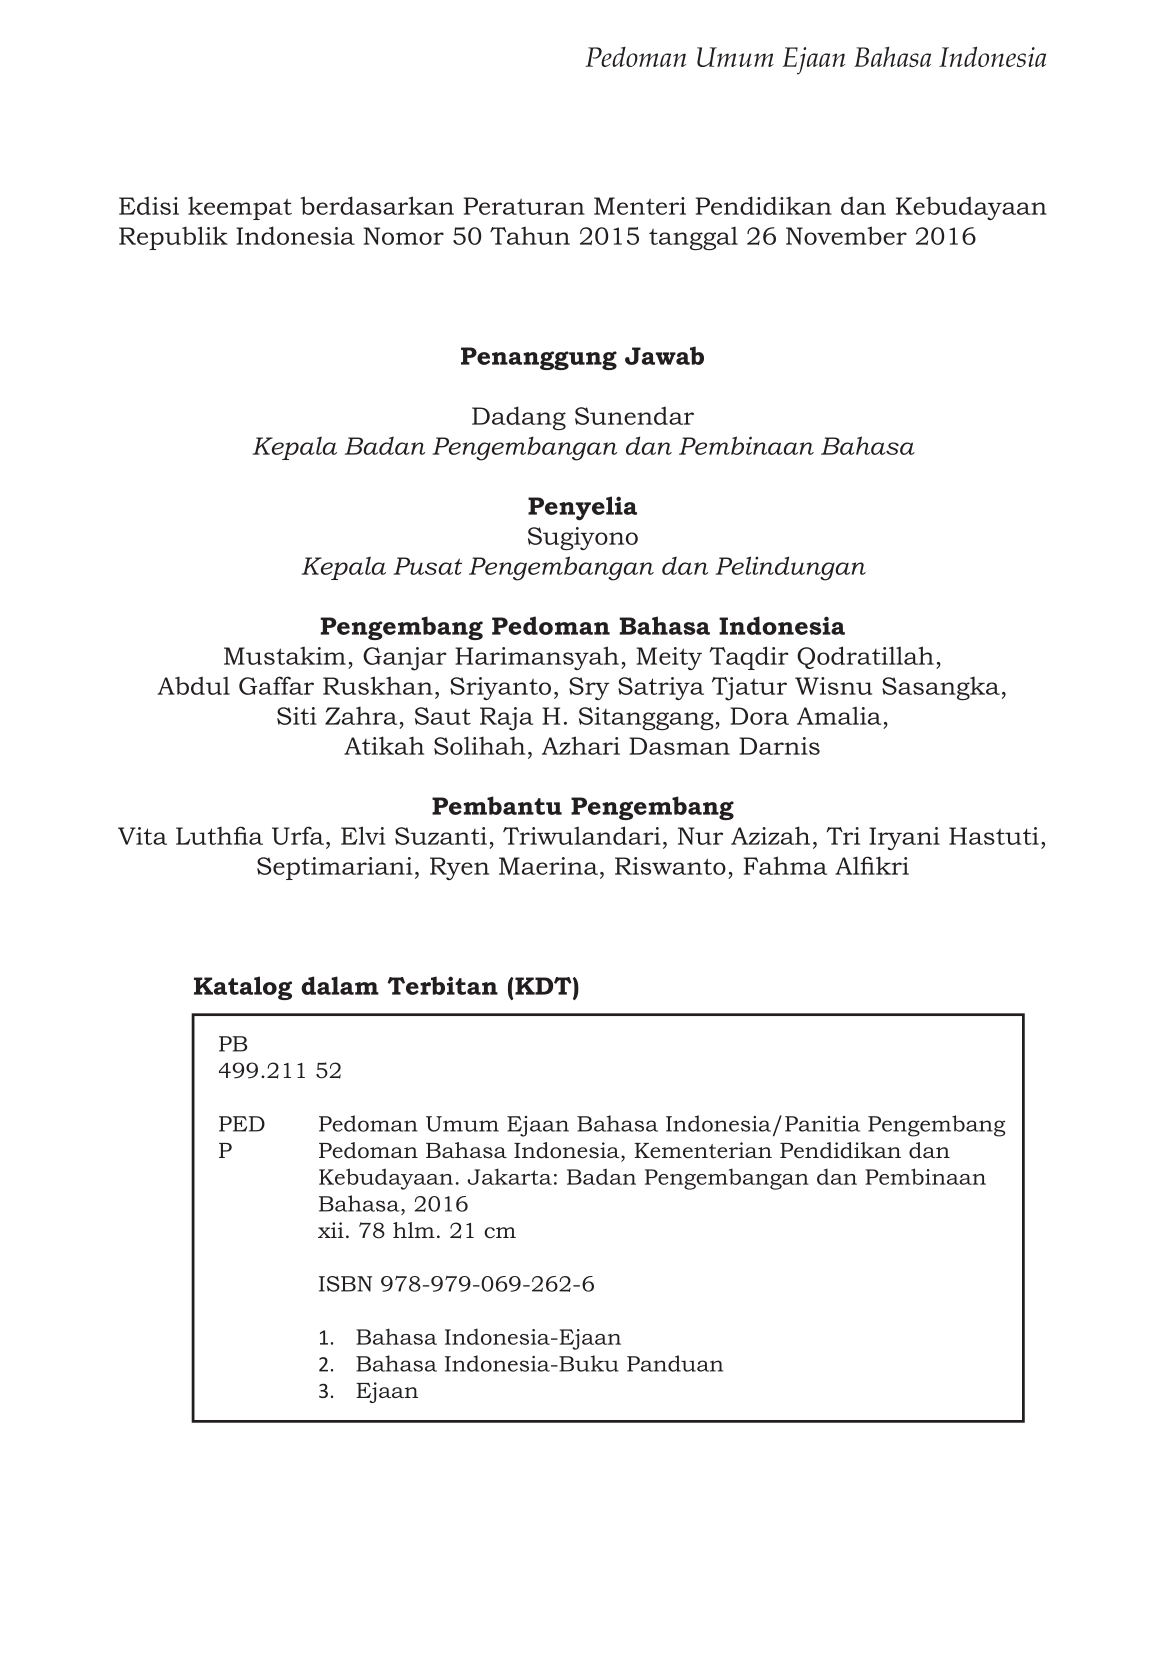 Pedoman Umum Ejaan Bahasa Indonesia
Edisi keempat berdasarkan Peraturan Menteri Pendidikan dan Kebudayaan
Republik Indonesia Nomor 50 Tahun 2015 tanggal 26 November 2016
Penanggung Jawab
Dadang Sunendar
Kepala Badan Pengembangan dan Pembinaan Bahasa
Penyelia
Sugiyono
Kepala Pusat Pengembangan dan Pelindungan
Pengembang Pedoman Bahasa Indonesia
Mustakim, Ganjar Harimansyah, Meity Taqdir Qodratillah,
Abdul Gaffar Ruskhan, Sriyanto, Sry Satriya Tjatur Wisnu Sasangka,
Siti Zahra, Saut Raja H. Sitanggang, Dora Amalia,
Atikah Solihah, Azhari Dasman Darnis
Pembantu Pengembang
Vita Luthfia Urfa, Elvi Suzanti, Triwulandari, Nur Azizah, Tri Iryani Hastuti,
Septimariani, Ryen Maerina, Riswanto, Fahma Alfikri
Katalog dalam Terbitan (KDT)
PB
499.211 52
PED Pedoman Umum Ejaan Bahasa Indonesia/Panitia Pengembang
P Pedoman Bahasa Indonesia, Kementerian Pendidikan dan
Kebudayaan. Jakarta: Badan Pengembangan dan Pembinaan
Bahasa, 2016
xii. 78 hlm. 21 cm
ISBN 978-979-069-262-6
1. Bahasa Indonesia-Ejaan
2. Bahasa Indonesia-Buku Panduan
3. Ejaan